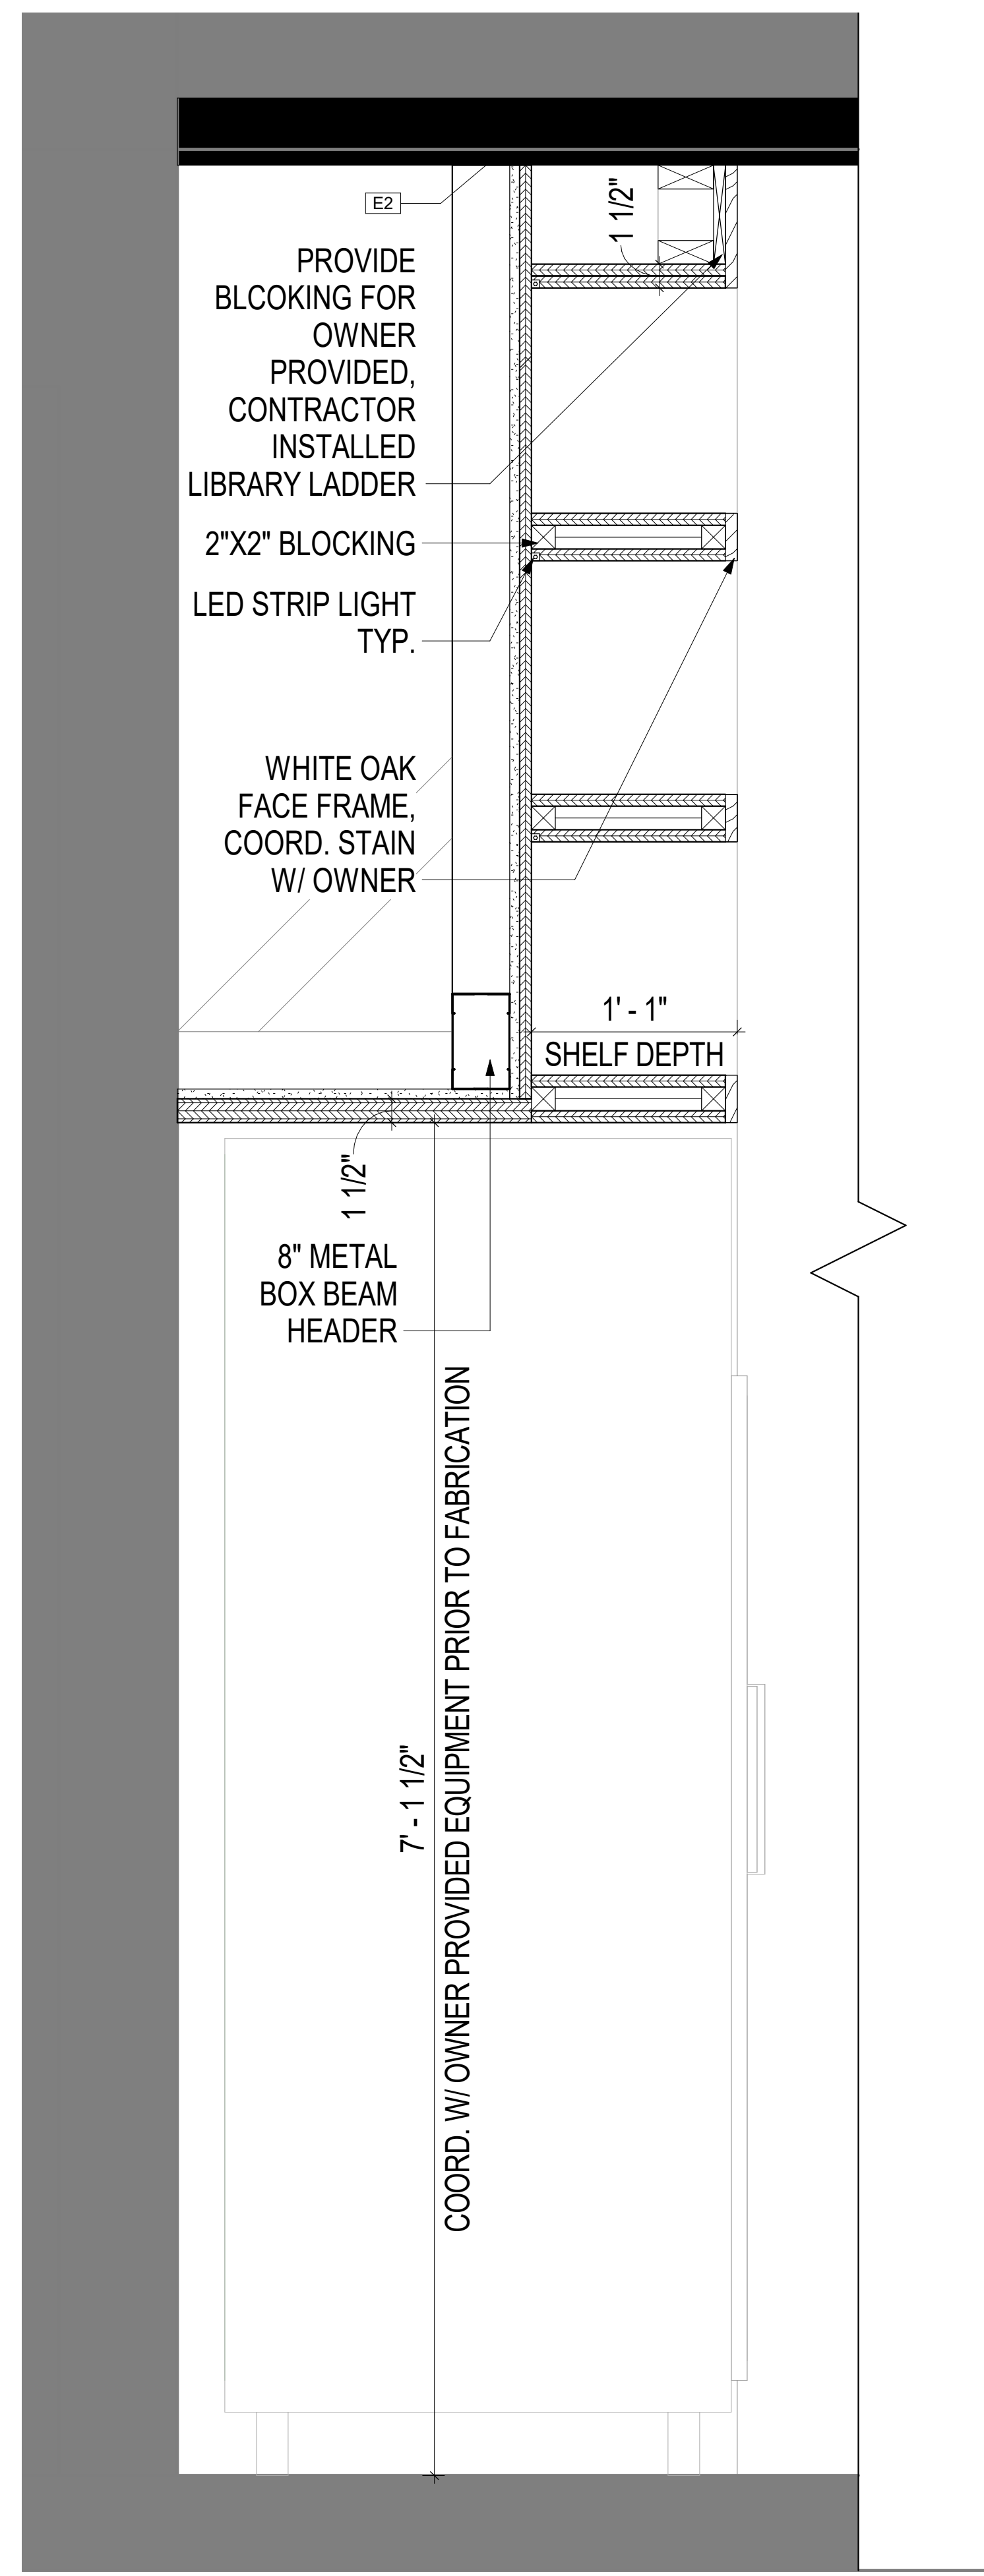 E2
1 1/2"
PROVIDE
BLCOKING FOR
OWNER
PROVIDED,
CONTRACTOR
INSTALLED
LIBRARY LADDER
2"X2" BLOCKING
LED STRIP LIGHT
TYP.
WHITE OAK
FACE FRAME,
COORD. STAIN
W/ OWNER
1' - 1"
SHELF DEPTH
1 1/2"
8" METAL
BOX BEAM
HEADER
7' - 1 1/2"
COORD. W/ OWNER PROVIDED EQUIPMENT PRIOR TO FABRICATION